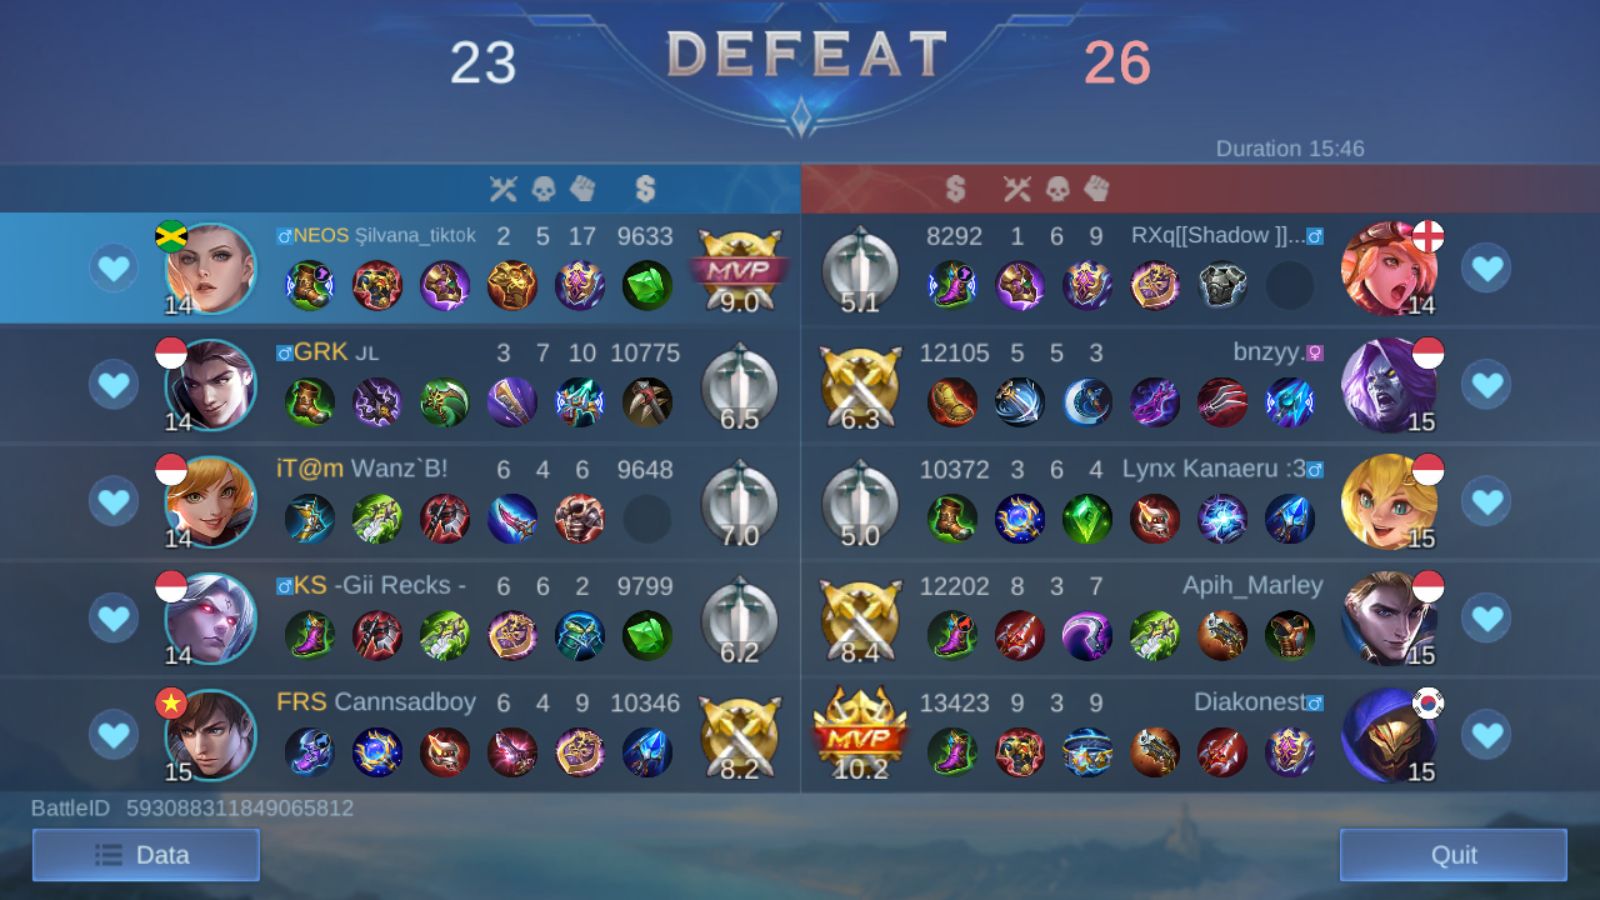 23 DEFEAT 26
Duration 15:46
NEOS Şilvana_tiktok 2 5 17 9633
14 MVP 9.0
5.1 8292 1 6 9 RXq[[Shadow ]]...
14
GRK JL 3 7 10 10775
14 6.5
6.3 12105 5 5 3 bnzyy.
15
iT@m Wanz`B! 6 4 6 9648
14 7.0
5.0 10372 3 6 4 Lynx Kanaeru :3
15
KS -Gii Recks - 6 6 2 9799
14 6.2
8.4 12202 8 3 7 Apih_Marley
15
FRS Cannsadboy 6 4 9 10346
15 8.2
MVP 10.2 13423 9 3 9 Diakonest
15
BattleID 593088311849065812
Data
Quit